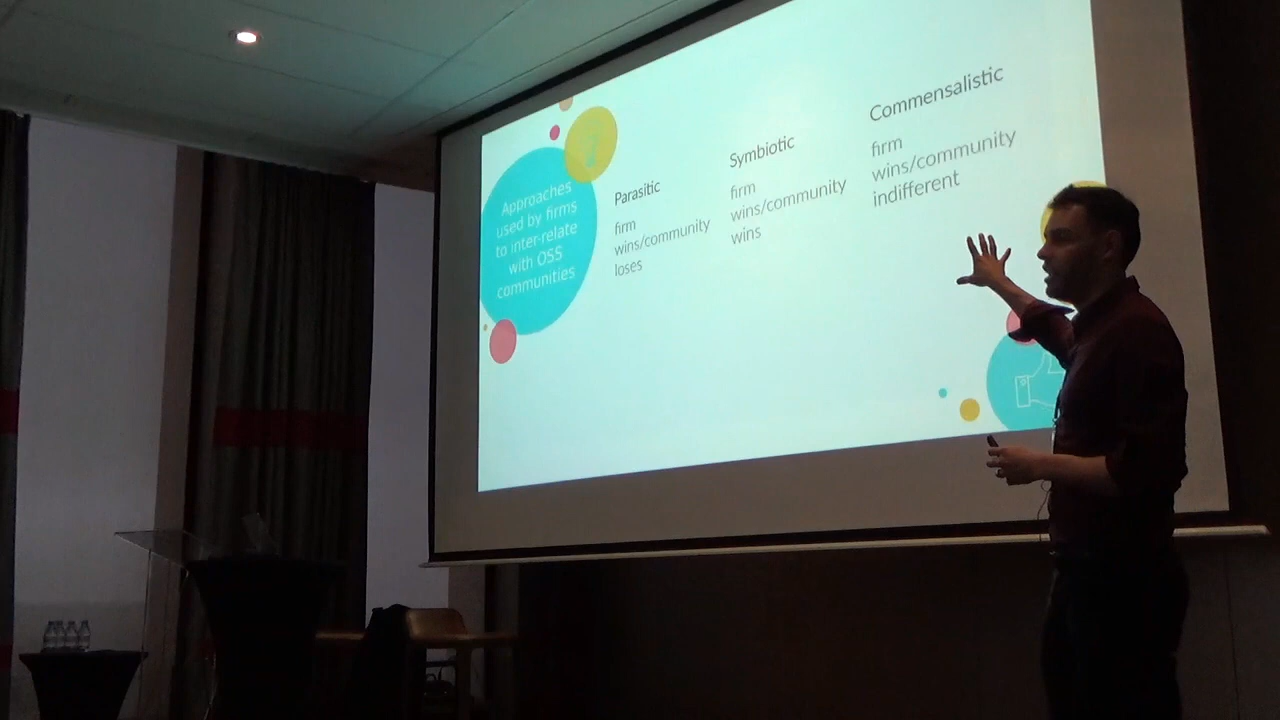 Approaches
used by firms
to inter-relate
with OSS
communities
Parasitic
firm
wins/community
loses
Symbiotic
firm
wins/community
wins
Commensalistic
firm
wins/community
indifferent